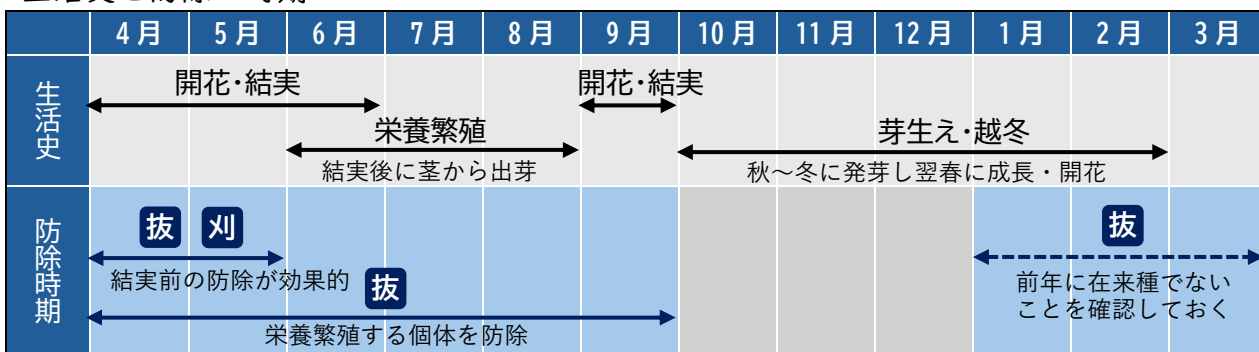 4月 5月 6月 7月 8月 9月 10月 11月 12月 1月 2月 3月
生活史
開花・結実
開花・結実
栄養繁殖
結実後に茎から出芽
芽生え・越冬
秋～冬に発芽し翌春に成長・開花
防除時期
抜 刈
結実前の防除が効果的
抜
栄養繁殖する個体を防除
抜
前年に在来種でない
ことを確認しておく